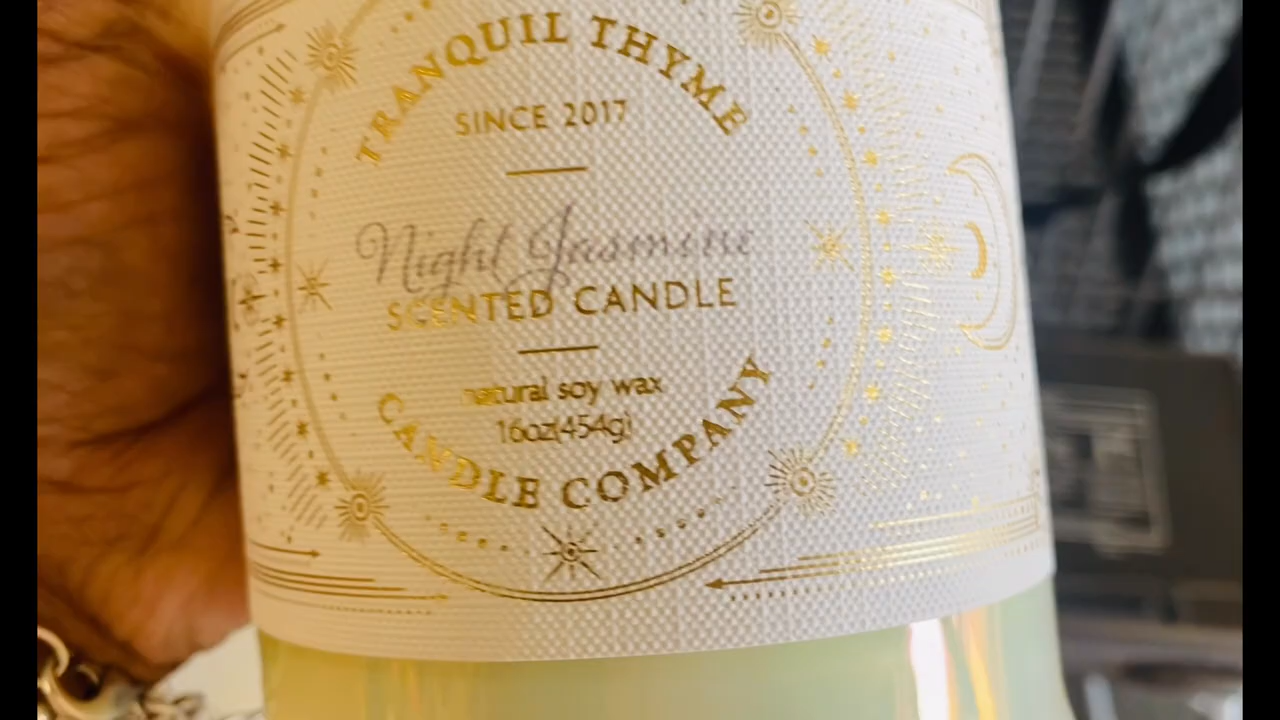 TRANQUIL THYME
SINCE 2017
Night Jasmine
SCENTED CANDLE
natural soy wax
16oz(454g)
CANDLE COMPANY